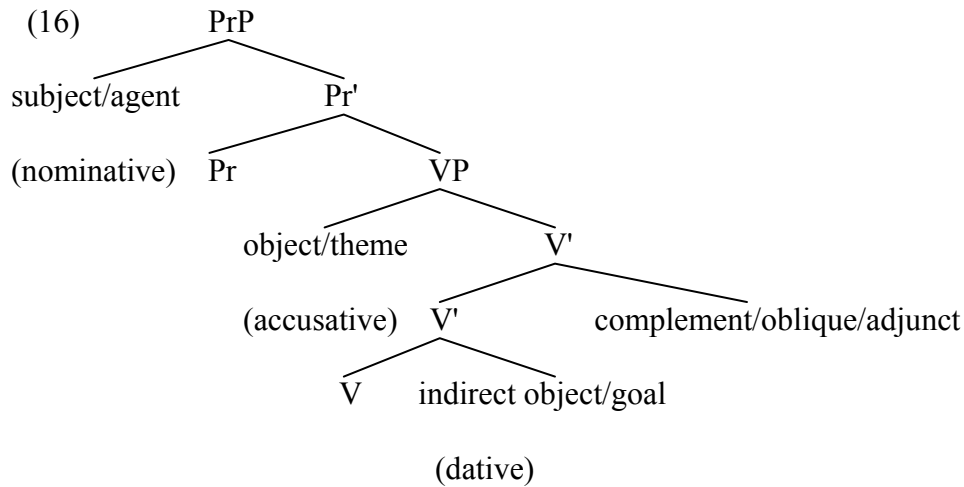 (16) PrP
subject/agent Pr'
(nominative) Pr VP
object/theme V'
(accusative) V' complement/oblique/adjunct
V indirect object/goal
(dative)